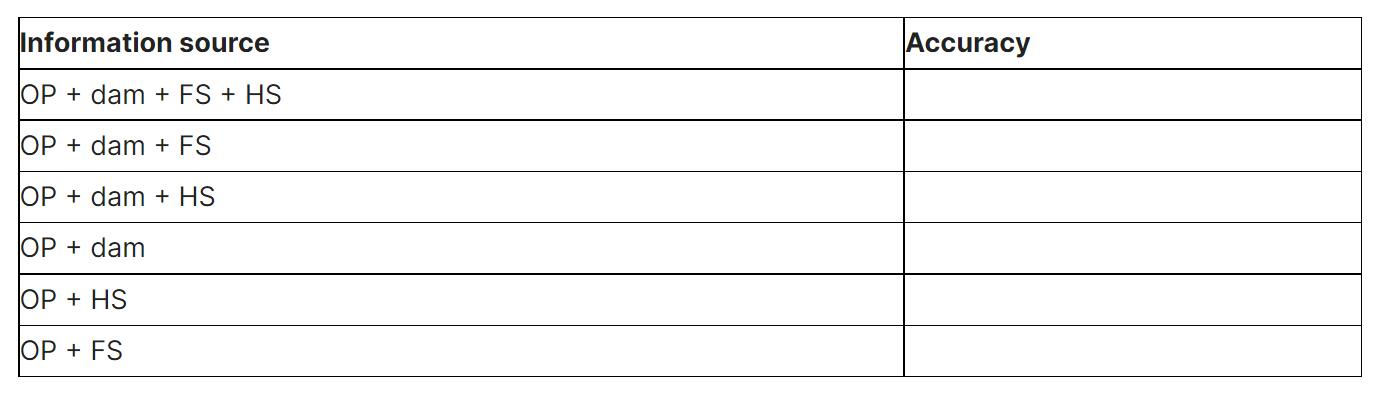 Information source Accuracy
OP + dam + FS + HS
OP + dam + FS
OP + dam + HS
OP + dam
OP + HS
OP + FS